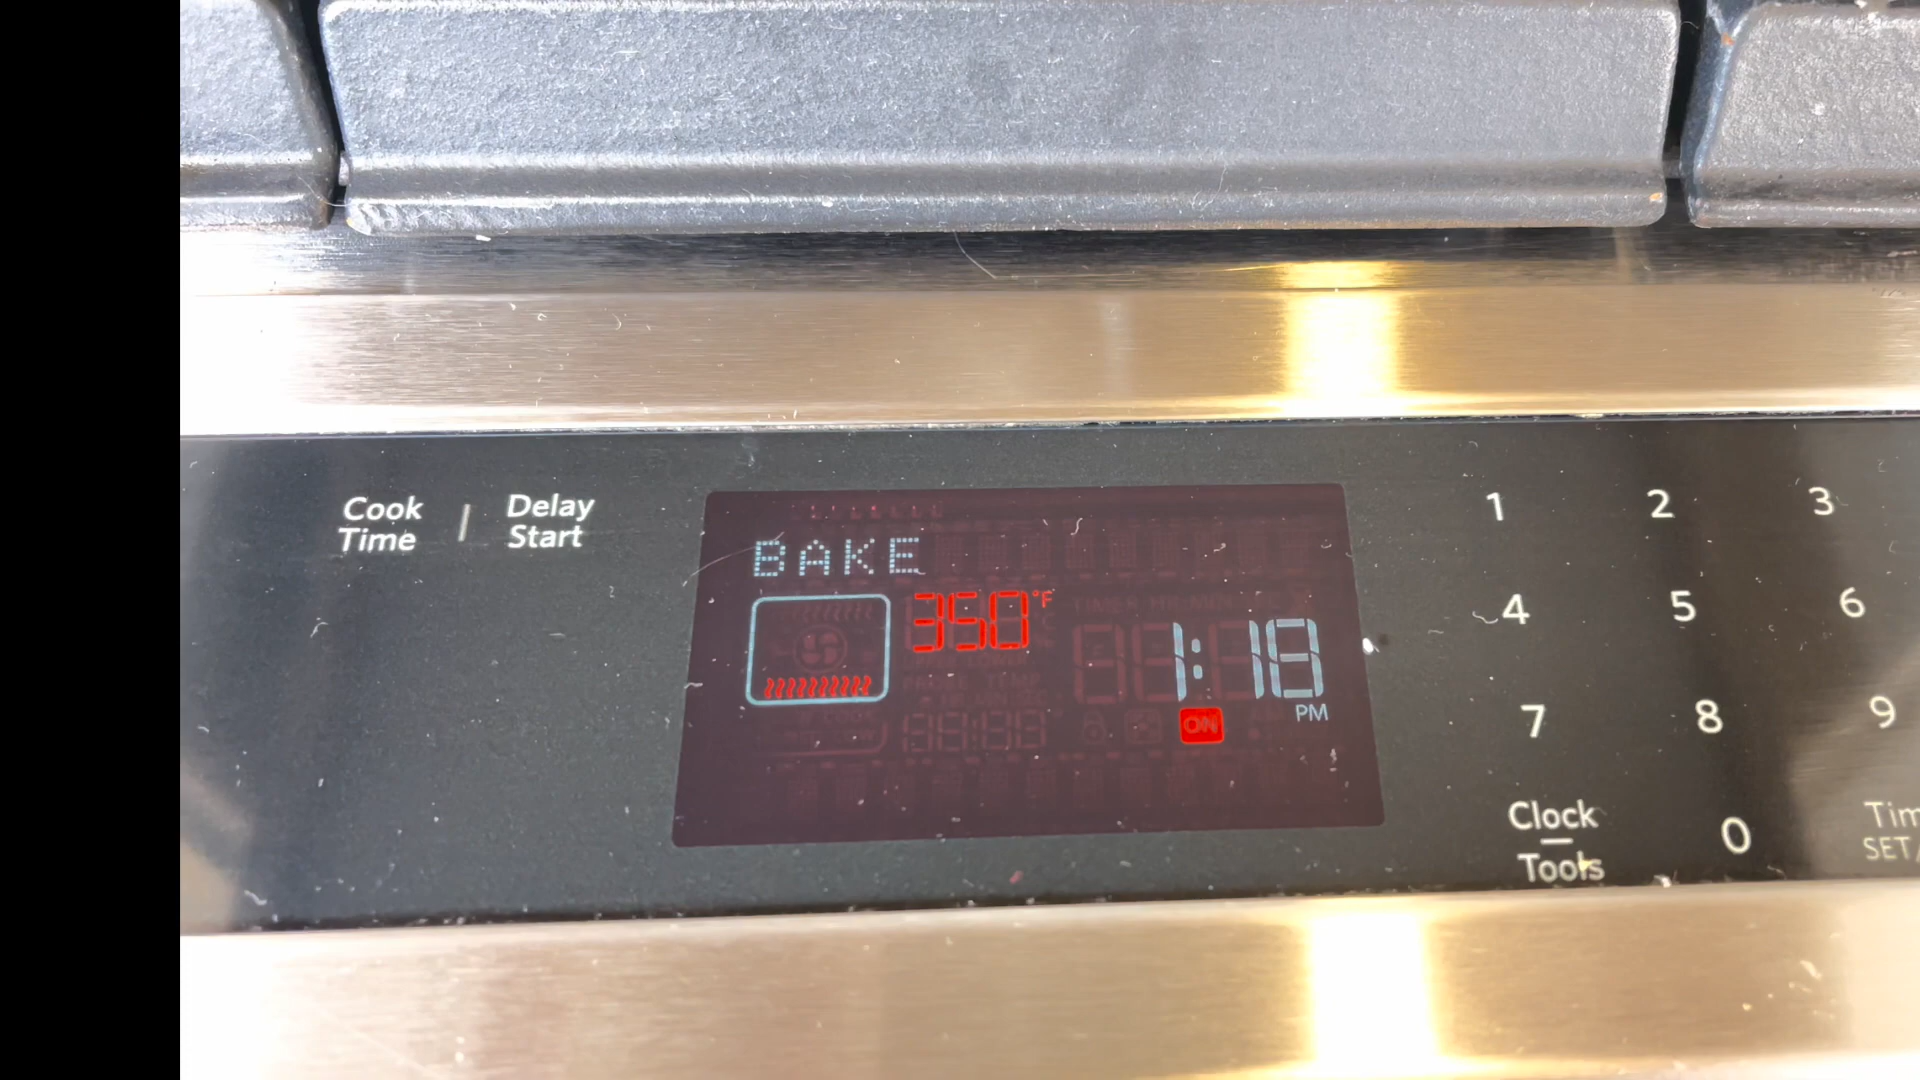 Cook Time | Delay Start
BAKE
350°F
1:18
PM
ON
1 2 3
4 5 6
7 8 9
Clock
Tools
0